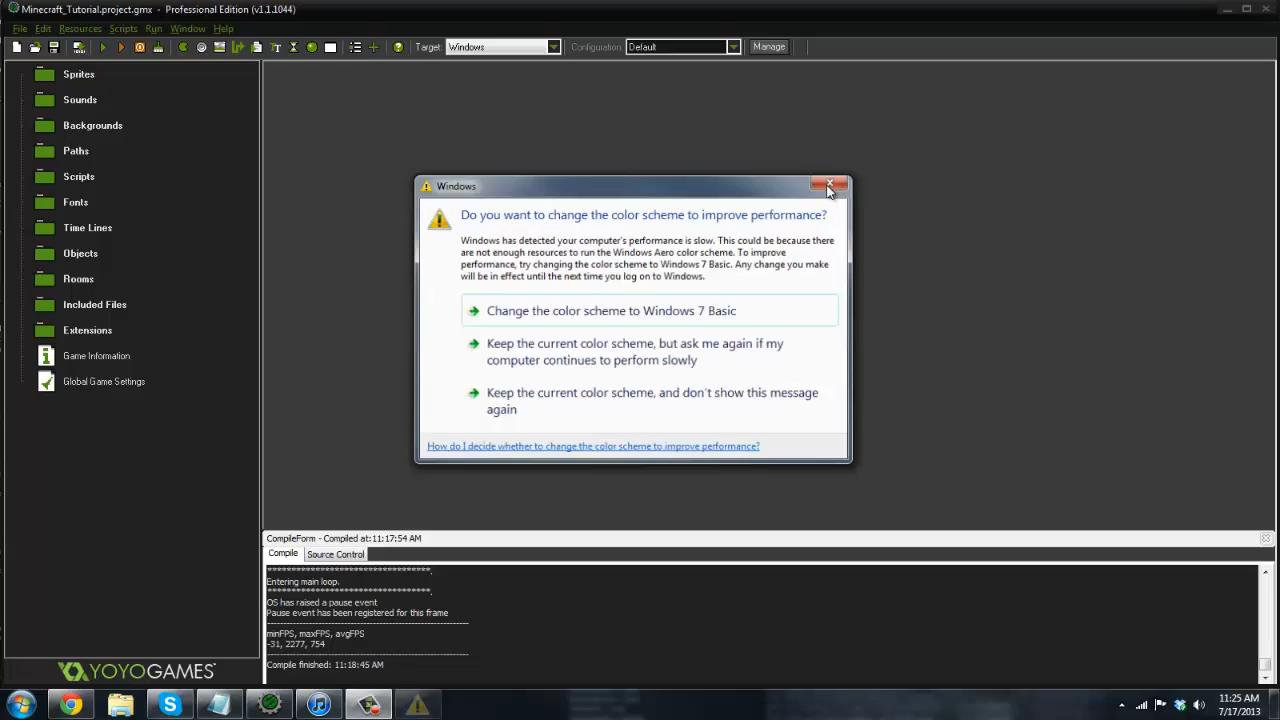 Minecraft_Tutorial.project.gmx - Professional Edition (v1.1.1044)
File Edit Resources Scripts Run Window Help
Target: Windows Configuration: Default Manage
Sprites
Sounds
Backgrounds
Paths
Scripts
Fonts
Time Lines
Objects
Rooms
Included Files
Extensions
Game Information
Global Game Settings
YOYOGAMES
Windows
Do you want to change the color scheme to improve performance?
Windows has detected your computer's performance is slow. This could be because there
are not enough resources to run the Windows Aero color scheme. To improve
performance, try changing the color scheme to Windows 7 Basic. Any change you make
will be in effect until the next time you log on to Windows.
Change the color scheme to Windows 7 Basic
Keep the current color scheme, but ask me again if my
computer continues to perform slowly
Keep the current color scheme, and don't show this message
again
How do I decide whether to change the color scheme to improve performance?
CompileForm - Compiled at:11:17:54 AM
Compile Source Control
Entering main loop.
OS has raised a pause event
Pause event has been registered for this frame
minFPS, maxFPS, avgFPS
-31, 2277, 754
Compile finished: 11:18:45 AM
11:25 AM
7/17/2013